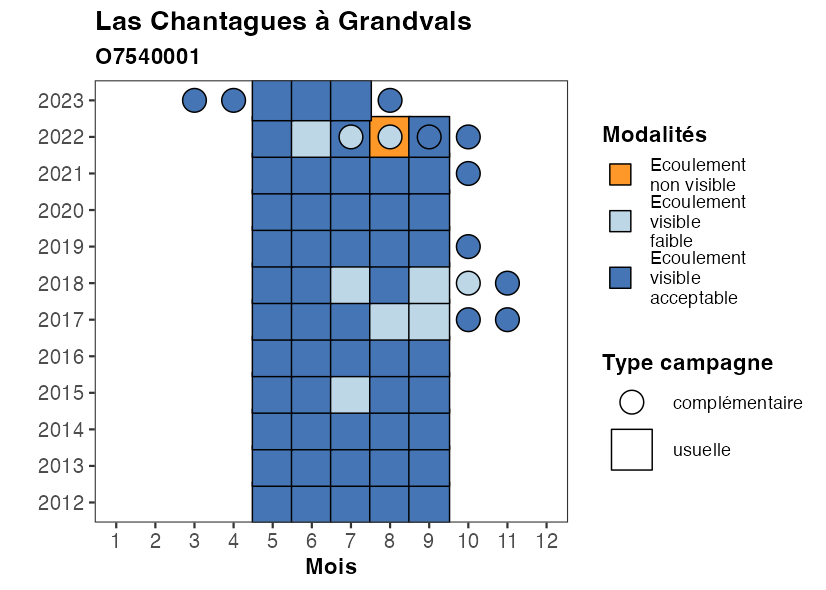 Las Chantagues à Grandvals
O7540001
2023
2022
2021
2020
2019
2018
2017
2016
2015
2014
2013
2012
1 2 3 4 5 6 7 8 9 10 11 12
Mois
Modalités
Ecoulement
non visible
Ecoulement
visible
faible
Ecoulement
visible
acceptable
Type campagne
complémentaire
usuelle